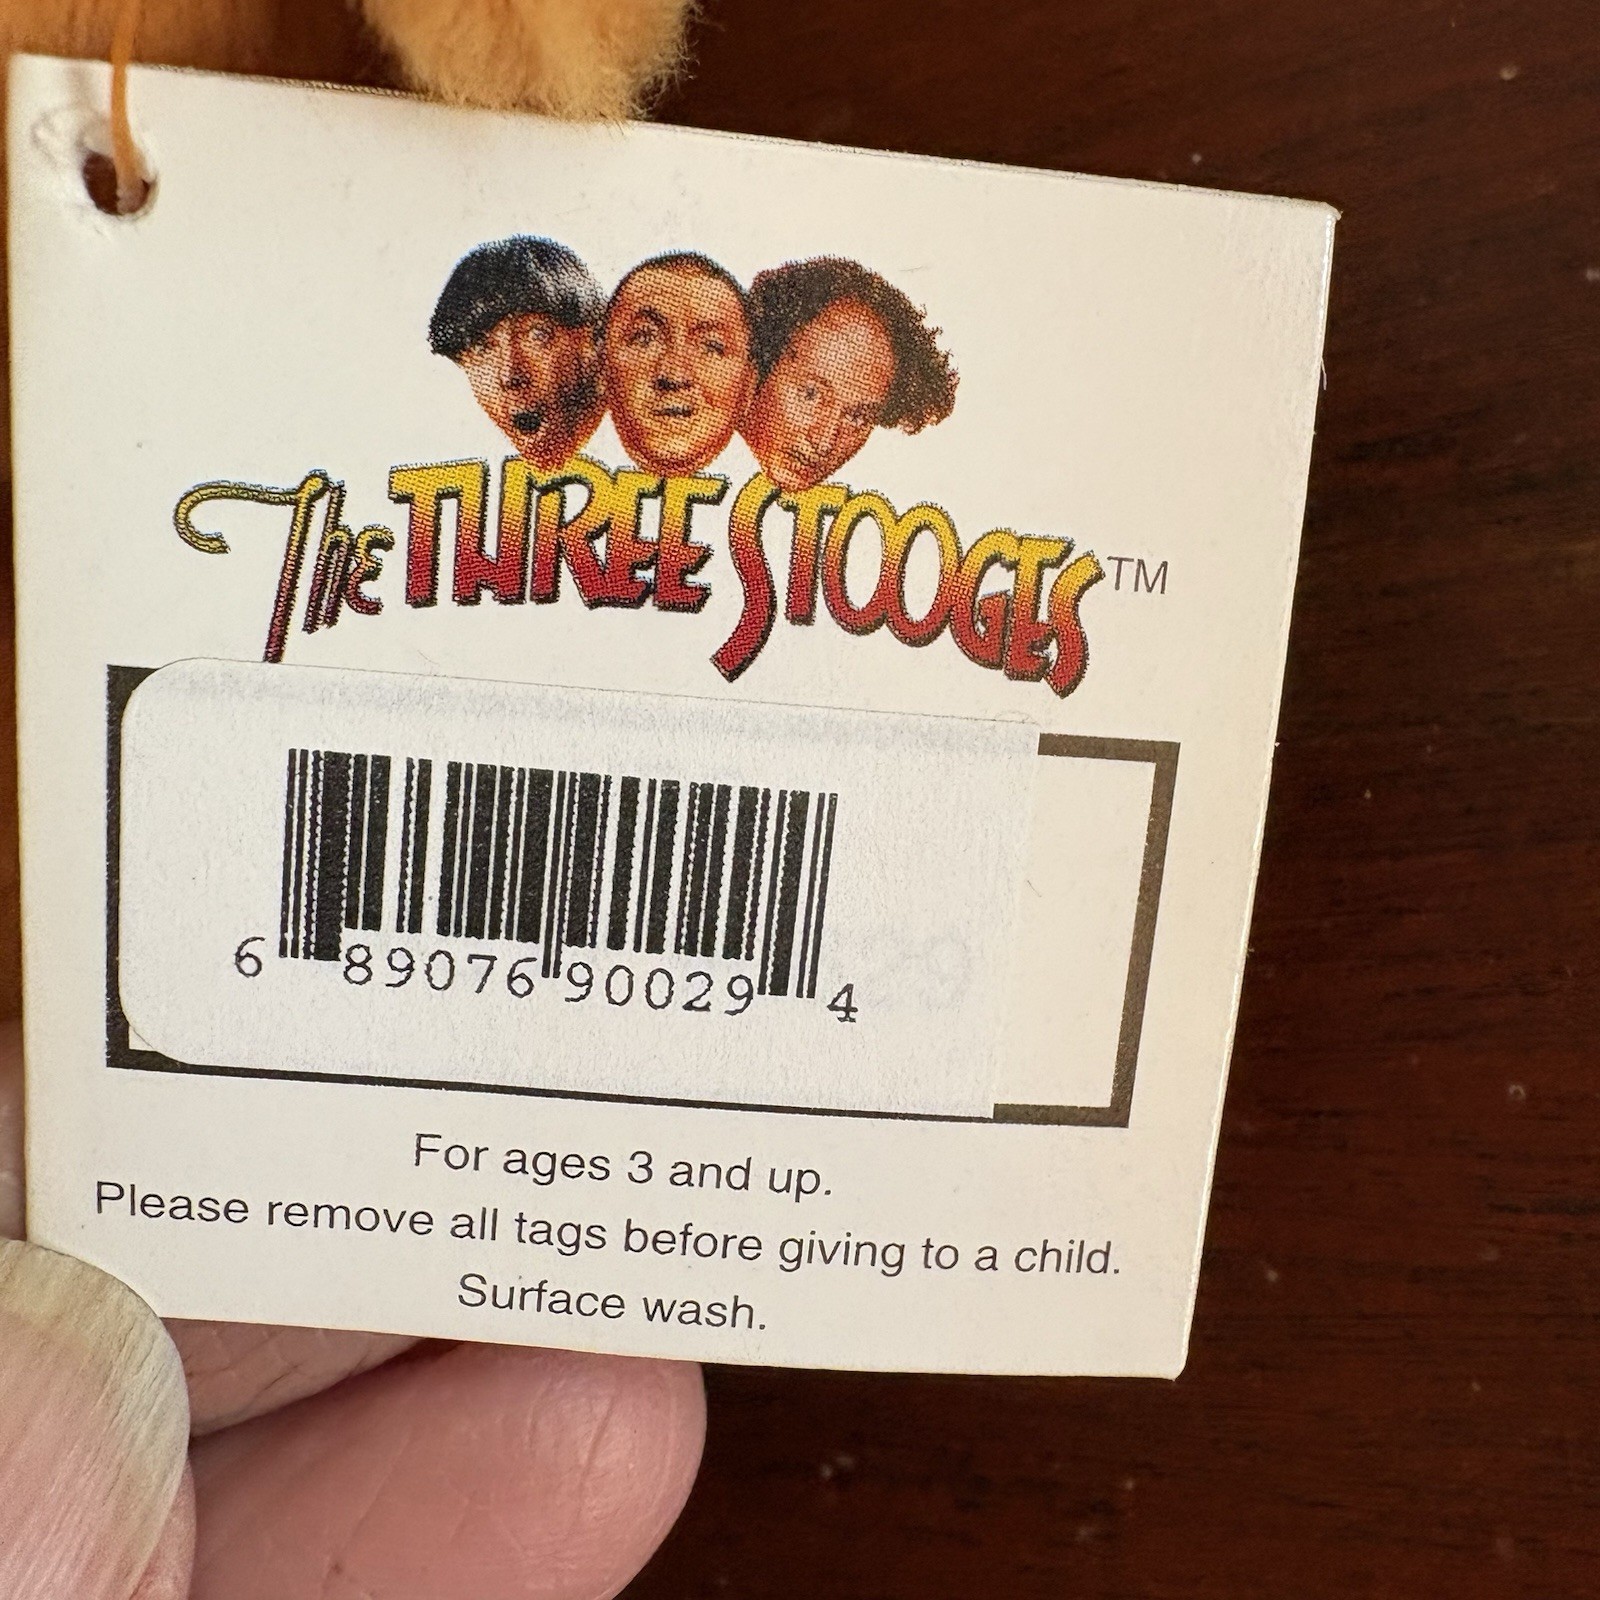 The THREE STOOGES™
6 89076 90029 4
For ages 3 and up.
Please remove all tags before giving to a child.
Surface wash.